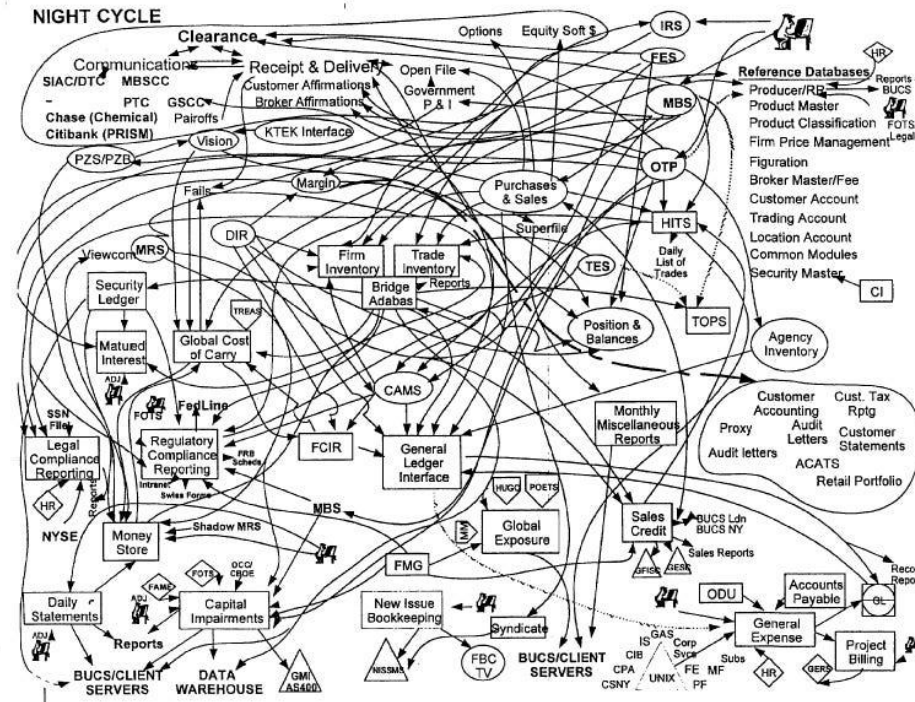 NIGHT CYCLE
Clearance
Communications
SIAC/DTC MBSCC
PTC GSCC
Chase (Chemical) Pairoffs
Citibank (PRISM)
Receipt & Delivery
Customer Affirmations
Broker Affirmations
Options
Equity Soft $
Open File
Government
P & I
IRS
FES
MBS
OTP
HR
Reference Databases
Reports
BUCS
FOTS
Legal
Producer/RR
Product Master
Product Classification
Firm Price Management
Figuration
Broker Master/Fee
Customer Account
Trading Account
Location Account
Common Modules
Security Master
CI
PZS/PZB
Vision
KTEK Interface
Fails
Margin
Purchases
& Sales
Superfile
HITS
Daily
List of
Trades
DIR
MRS
Viewcom
Firm
Inventory
Trade
Inventory
Bridge
Adabas
Reports
TES
TOPS
Security
Ledger
TREAS
Matued
Interest
Global Cost
of Carry
Position &
Balances
Agency
Inventory
ADJ
FOTS
FedLine
CAMS
SSN
File
Legal
Compliance
Reporting
Regulatory
Compliance
Reporting
FRB
Scheds
Intranet
Swiss Forms
FCIR
General
Ledger
Interface
Monthly
Miscellaneous
Reports
Customer
Accounting
Cust. Tax
Rptg
Proxy
Audit
Letters
Customer
Statements
Audit letters
ACATS
Retail Portfolio
HR
Reports
NYSE
Money
Store
Shadow MRS
MBS
HUGO
POETS
MM
Global
Exposure
Sales
Credit
BUCS Ldn
BUCS NY
Sales Reports
GFISC
GESC
FMG
FAME
FOTS
OCC/
CBOE
Daily
Statements
ADJ
ADJ
Capital
Impairments
Reports
New Issue
Bookkeeping
Syndicate
NISSMS
FBC
TV
BUCS/CLIENT
SERVERS
DATA
WAREHOUSE
GMI
AS400
BUCS/CLIENT
SERVERS
ODU
Accounts
Payable
GL
General
Expense
Project
Billing
GERS
HR
IS
GAS
Corp
Svcs
CIB
CPA
CSNY
UNIX
FE
PF
MF
Subs